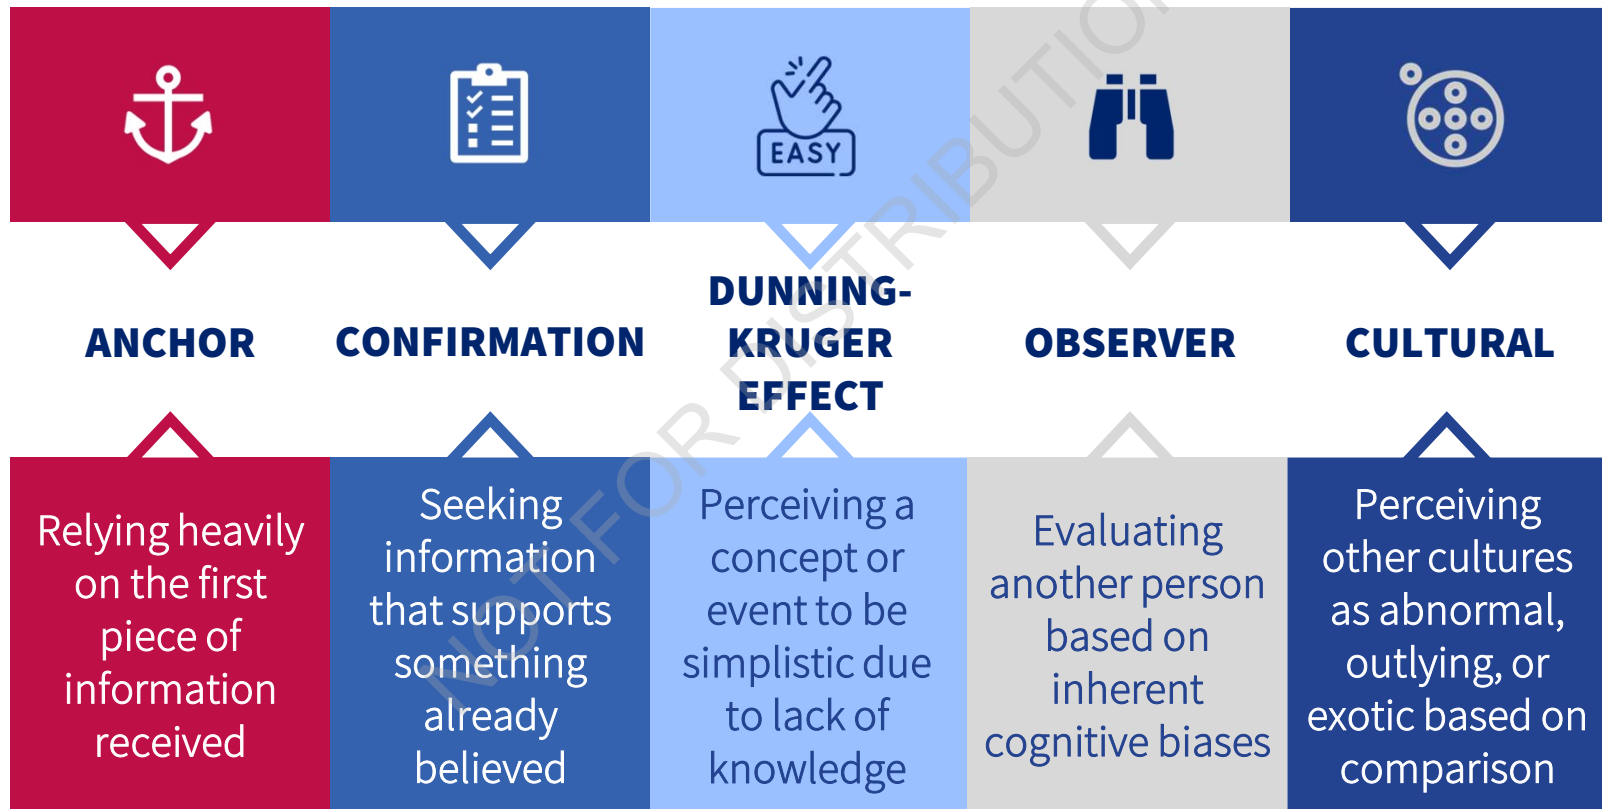 EASY
ANCHOR
CONFIRMATION
DUNNING-
KRUGER
EFFECT
OBSERVER
CULTURAL
Relying heavily
on the first
piece of
information
received
Seeking
information
that supports
something
already
believed
Perceiving a
concept or
event to be
simplistic due
to lack of
knowledge
Evaluating
another person
based on
inherent
cognitive biases
Perceiving
other cultures
as abnormal,
outlying, or
exotic based on
comparison
NOT FOR DISTRIBUTION